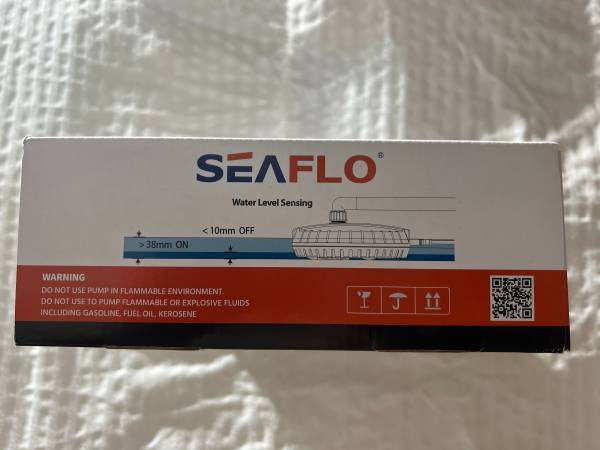 SEAFLO®
Water Level Sensing
<10mm OFF
>38mm ON
WARNING
DO NOT USE PUMP IN FLAMMABLE ENVIRONMENT.
DO NOT USE TO PUMP FLAMMABLE OR EXPLOSIVE FLUIDS
INCLUDING GASOLINE, FUEL OIL, KEROSENE